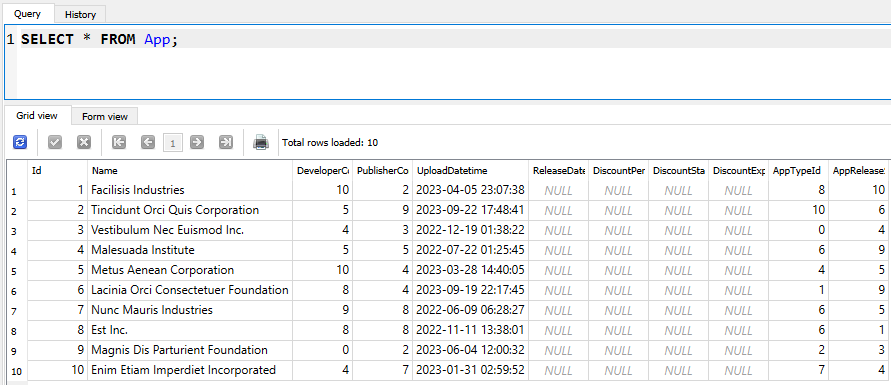 Query History
1 SELECT * FROM App;
Grid view Form view
1 Total rows loaded: 10
Id Name DeveloperCo PublisherCo UploadDatetime ReleaseDate DiscountPer DiscountSta DiscountExp AppTypeId AppReleaseS
1 1 Facilisis Industries 10 2 2023-04-05 23:07:38 NULL NULL NULL NULL 8 10
2 2 Tincidunt Orci Quis Corporation 5 9 2023-09-22 17:48:41 NULL NULL NULL NULL 10 6
3 3 Vestibulum Nec Euismod Inc. 4 3 2022-12-19 01:38:22 NULL NULL NULL NULL 0 4
4 4 Malesuada Institute 5 5 2022-07-22 01:25:45 NULL NULL NULL NULL 6 9
5 5 Metus Aenean Corporation 10 4 2023-03-28 14:40:05 NULL NULL NULL NULL 4 5
6 6 Lacinia Orci Consectetuer Foundation 8 4 2023-09-19 22:17:45 NULL NULL NULL NULL 1 9
7 7 Nunc Mauris Industries 9 8 2022-06-09 06:28:27 NULL NULL NULL NULL 6 5
8 8 Est Inc. 8 8 2022-11-11 13:38:01 NULL NULL NULL NULL 6 1
9 9 Magnis Dis Parturient Foundation 0 2 2023-06-04 12:00:32 NULL NULL NULL NULL 2 3
10 10 Enim Etiam Imperdiet Incorporated 4 7 2023-01-31 02:59:52 NULL NULL NULL NULL 7 4